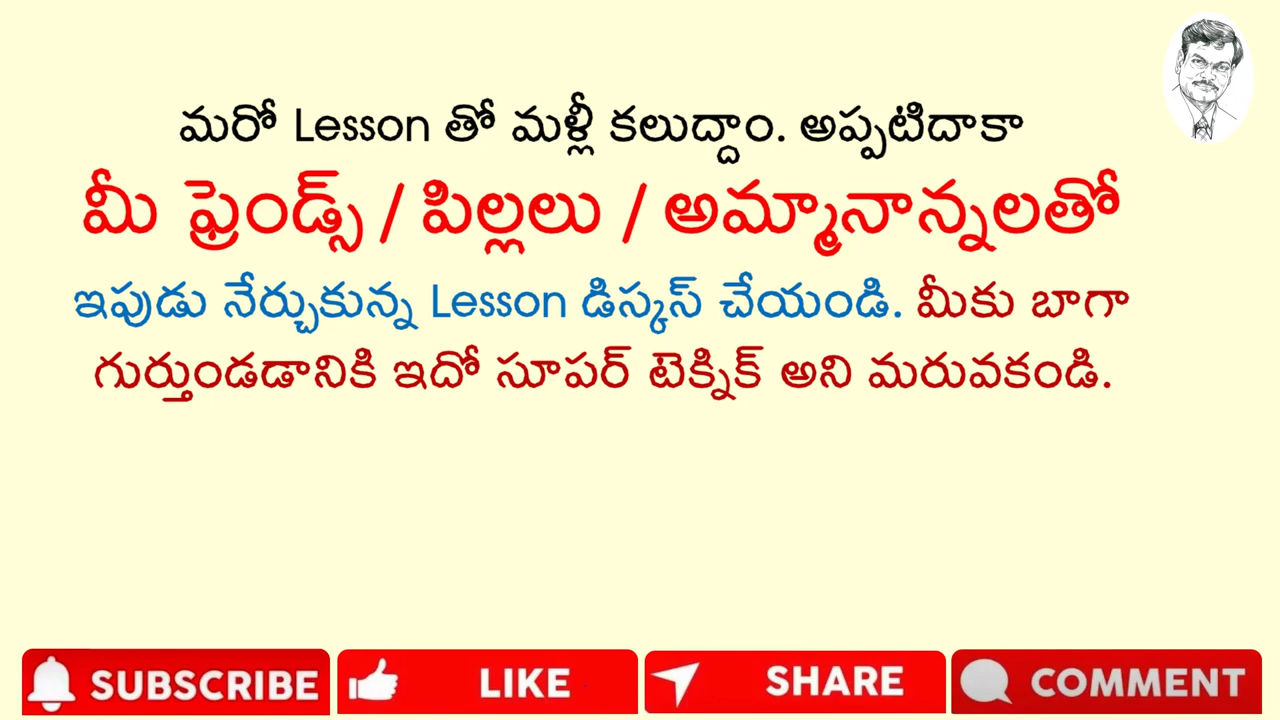 మరో Lesson తో మళ్లీ కలుద్దాం. అప్పటిదాకా
మీ ఫ్రెండ్స్ / పిల్లలు / అమ్మానాన్నలతో
ఇపుడు నేర్చుకున్న Lesson డిస్కస్ చేయండి. మీకు బాగా
గుర్తుండడానికి ఇదో సూపర్ టెక్నిక్ అని మరువకండి.
SUBSCRIBE LIKE SHARE COMMENT